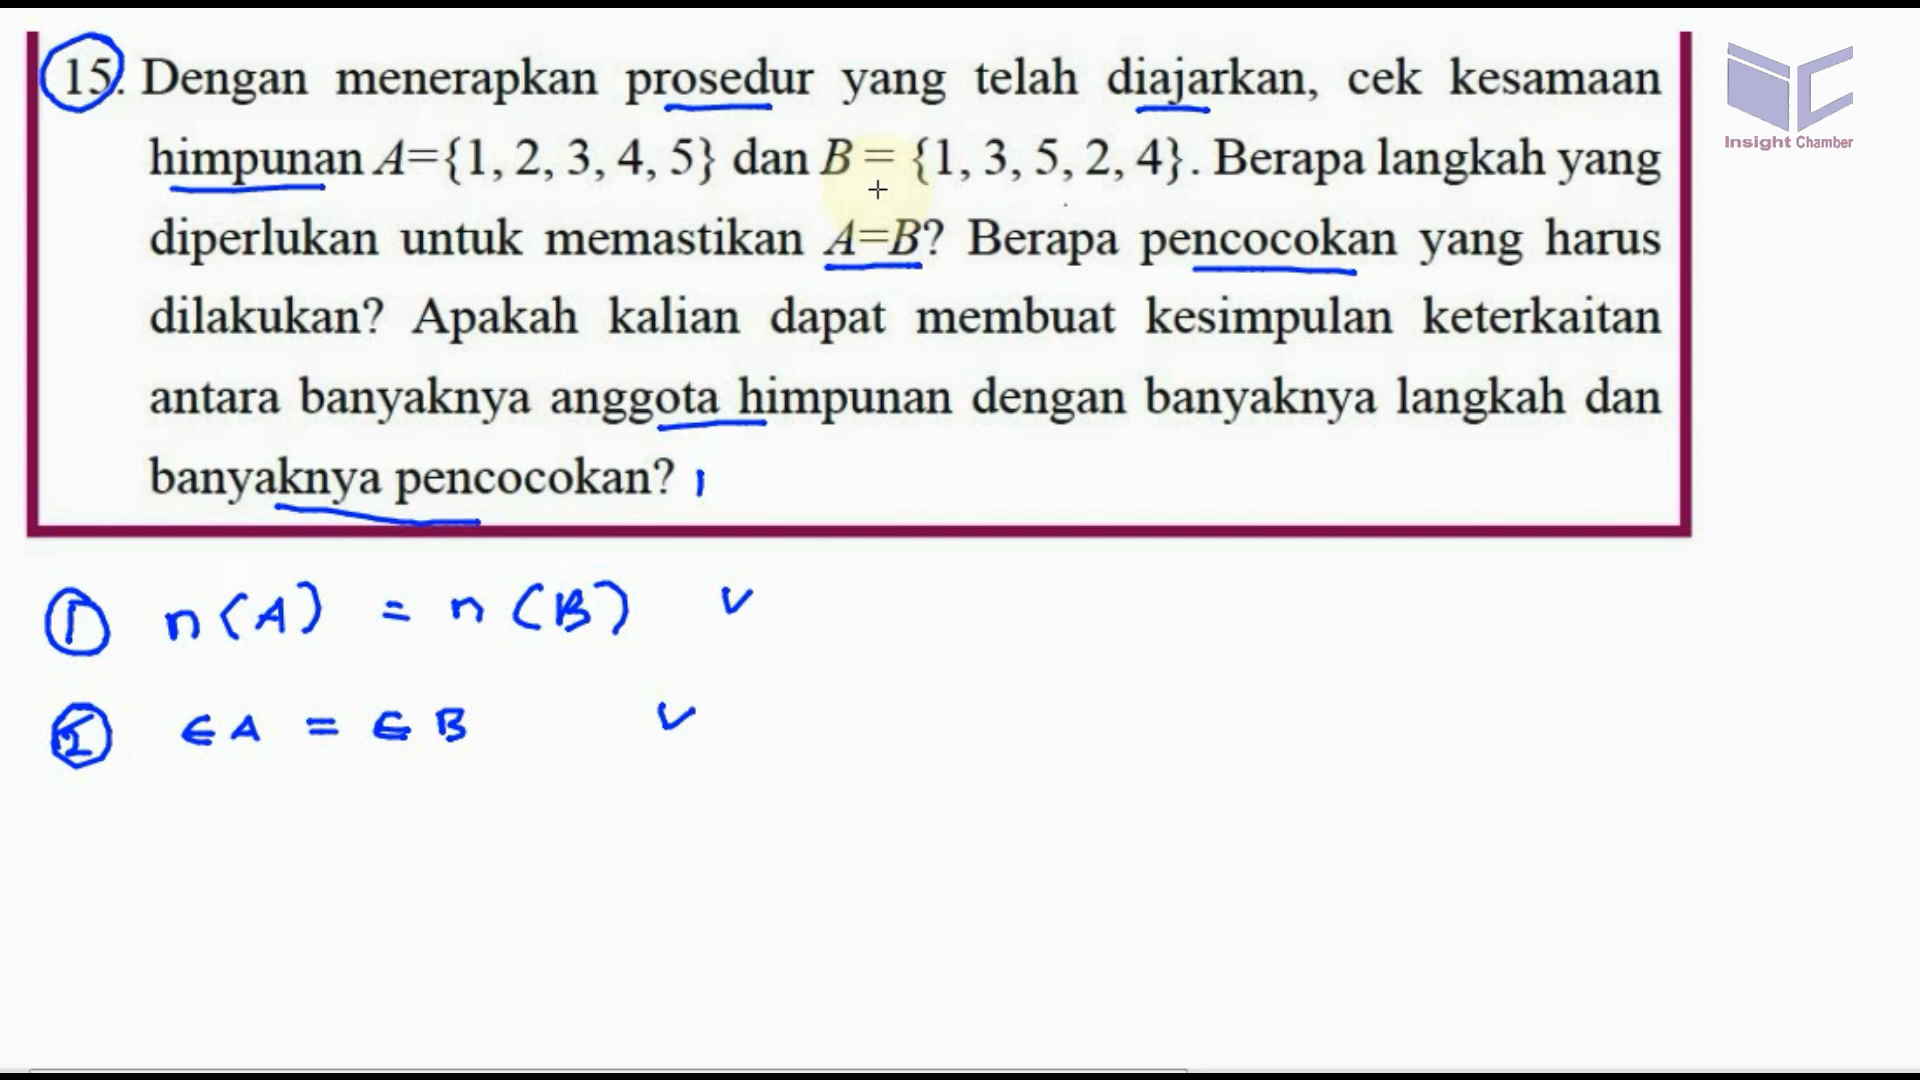 15. Dengan menerapkan prosedur yang telah diajarkan, cek kesamaan
himpunan A={1, 2, 3, 4, 5} dan B = {1, 3, 5, 2, 4}. Berapa langkah yang
diperlukan untuk memastikan A=B? Berapa pencocokan yang harus
dilakukan? Apakah kalian dapat membuat kesimpulan keterkaitan
antara banyaknya anggota himpunan dengan banyaknya langkah dan
banyaknya pencocokan?
Insight Chamber
① n(A) = n(B) ✓
② ∈ A = ∈ B ✓